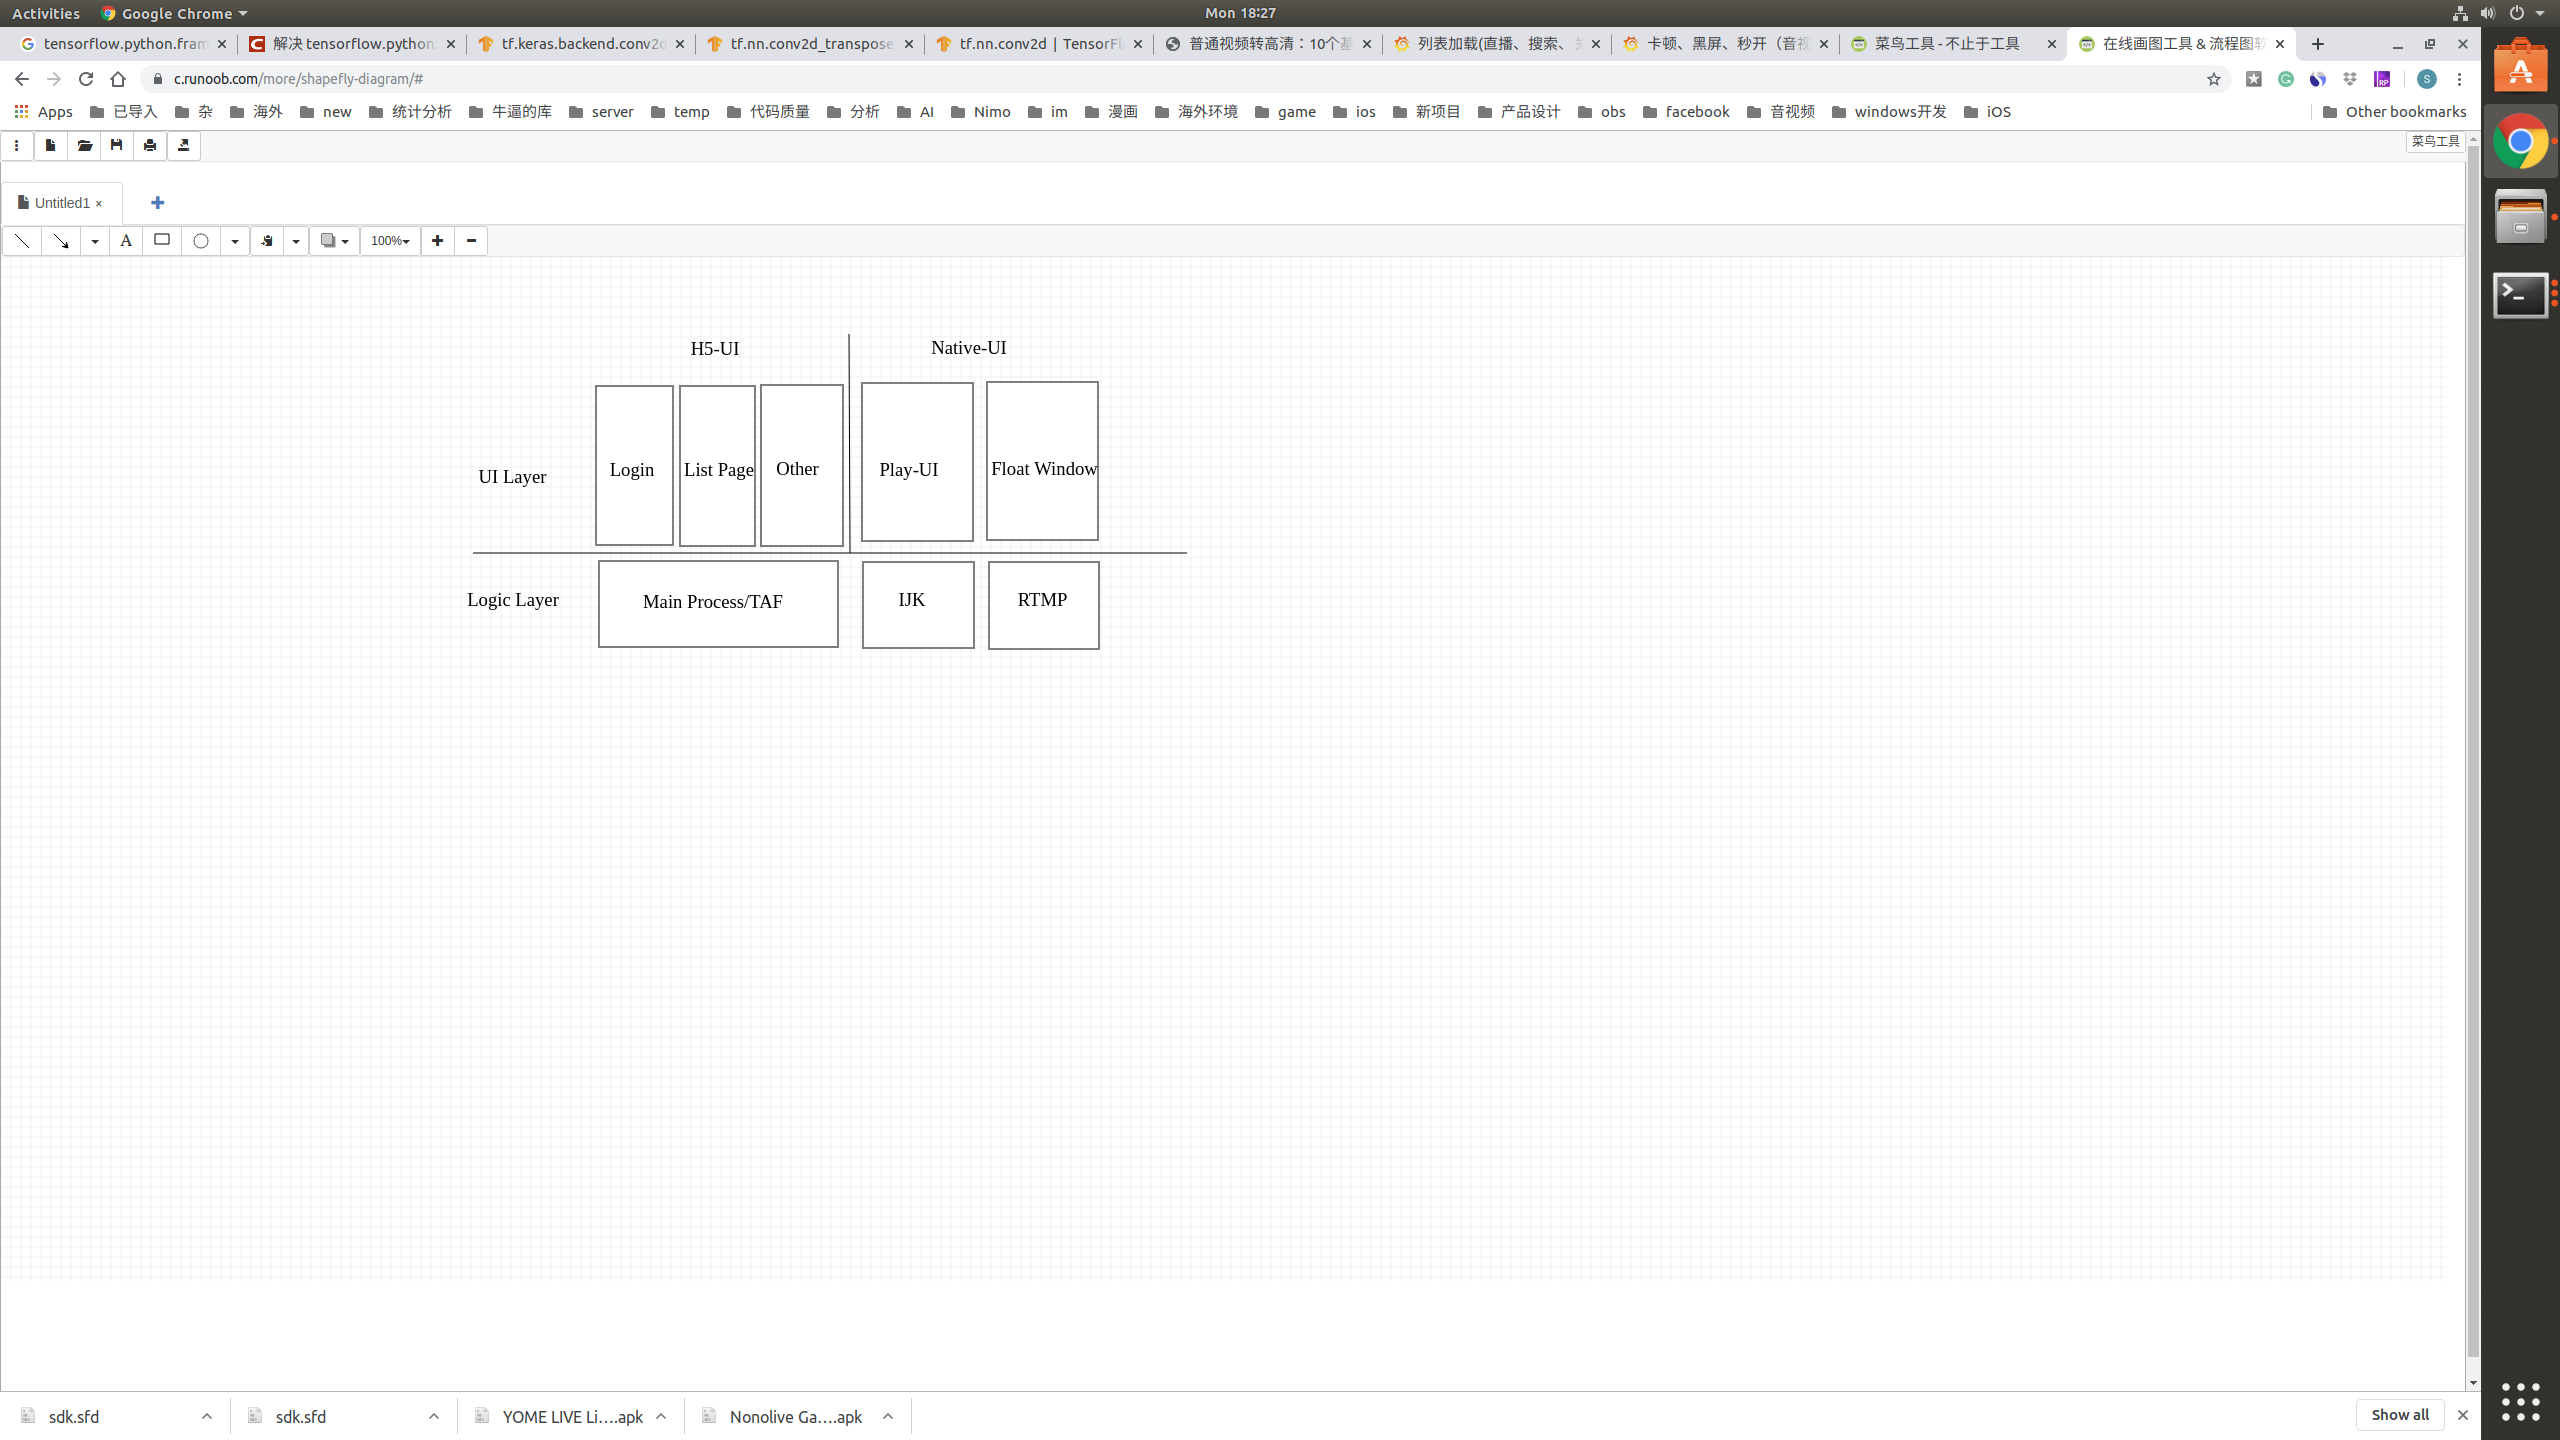 Activities
Google Chrome
Mon 18:27
tensorflow.python.fram
解决 tensorflow.python.
tf.keras.backend.conv2d
tf.nn.conv2d_transpose
tf.nn.conv2d | TensorFl
普通视频转高清：10个基
列表加载(直播、搜索、
卡顿、黑屏、秒开（音视
菜鸟工具 - 不止于工具
在线画图工具 & 流程图软
c.runoob.com/more/shapefly-diagram/#
S
RP
Apps
已导入
杂
海外
new
统计分析
牛逼的库
server
temp
代码质量
分析
AI
Nimo
im
漫画
海外环境
game
ios
新项目
产品设计
obs
facebook
音视频
windows开发
iOS
Other bookmarks
菜鸟工具
Untitled1 ×
A
100%
H5-UI
Native-UI
UI Layer
Login
List Page
Other
Play-UI
Float Window
Logic Layer
Main Process/TAF
IJK
RTMP
sdk.sfd
sdk.sfd
YOME LIVE Li….apk
Nonolive Ga….apk
Show all